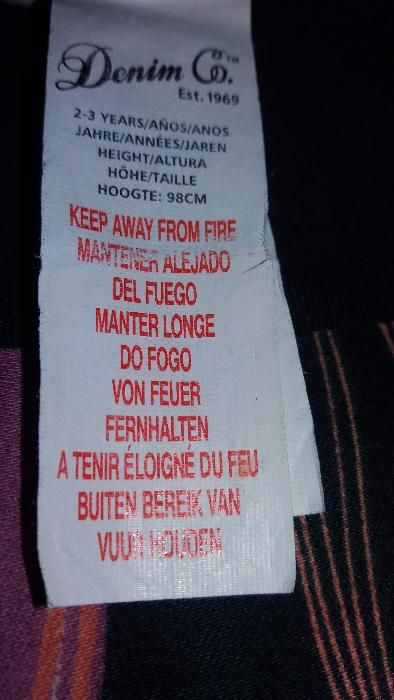 Denim Co.™
Est. 1969
2-3 YEARS/AÑOS/ANOS
JAHRE/ANNÉES/JAREN
HEIGHT/ALTURA
HÖHE/TAILLE
HOOGTE: 98CM
KEEP AWAY FROM FIRE
MANTENER ALEJADO
DEL FUEGO
MANTER LONGE
DO FOGO
VON FEUER
FERNHALTEN
A TENIR ÉLOIGNÉ DU FEU
BUITEN BEREIK VAN
VUUR HOUDEN